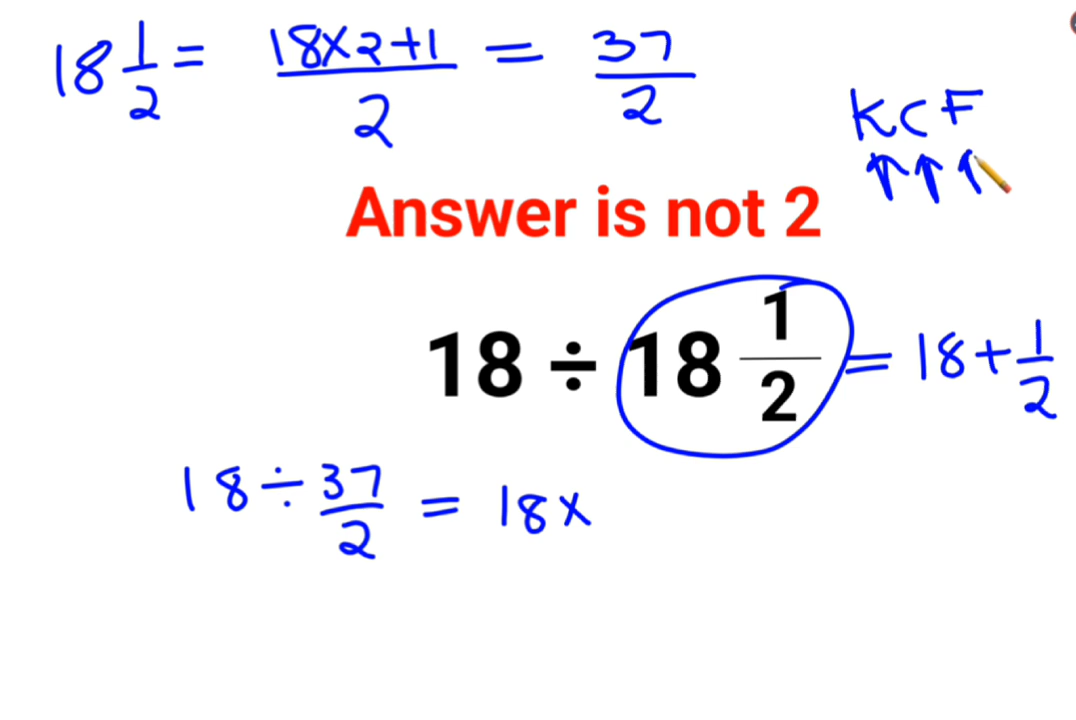 18 1/2 = (18×2+1)/2 = 37/2
KCF
↑↑↑
Answer is not 2
18 ÷ 18 1/2 = 18 + 1/2
18 ÷ 37/2 = 18×